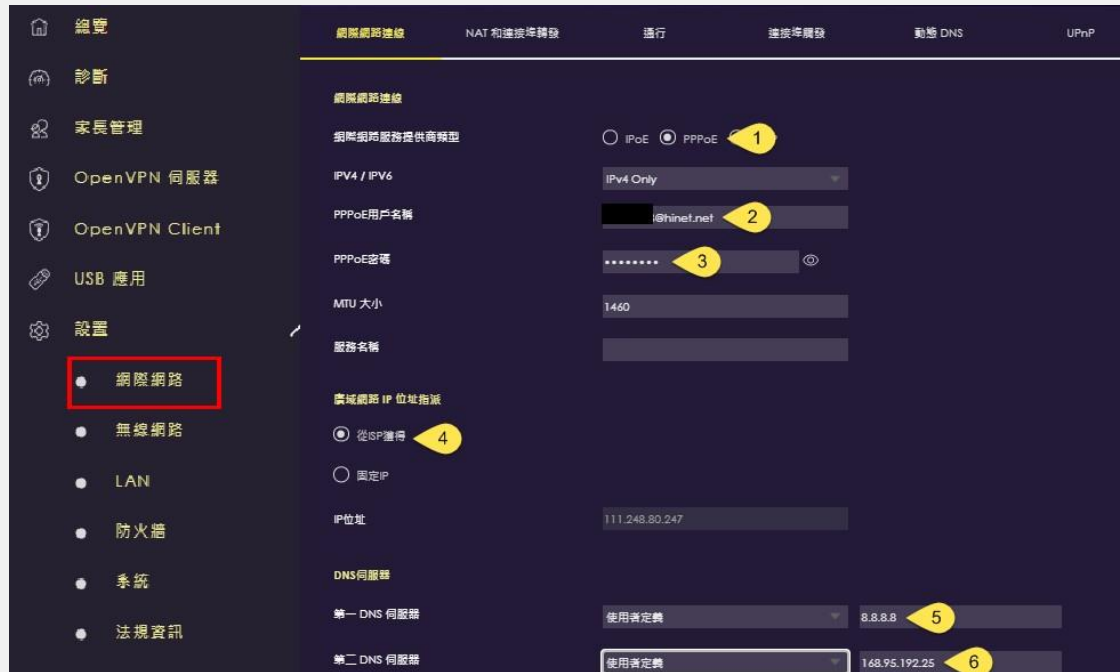 總覽
診斷
家長管理
OpenVPN 伺服器
OpenVPN Client
USB 應用
設置
網際網路
無線網路
LAN
防火牆
系統
法規資訊
網際網路連線 NAT 和連接埠轉發 通行 連接埠觸發 動態 DNS UPnP
網際網路連線
網際網路服務提供商類型 IPoE PPPoE 1
IPV4 / IPV6 IPv4 Only
PPPoE用戶名稱 @hinet.net 2
PPPoE密碼 •••••••• 3
MTU 大小 1460
服務名稱
廣域網路 IP 位址指派
從ISP獲得 4
固定IP
IP位址 111.248.80.247
DNS伺服器
第一 DNS 伺服器 使用者定義 8.8.8.8 5
第二 DNS 伺服器 使用者定義 168.95.192.25 6